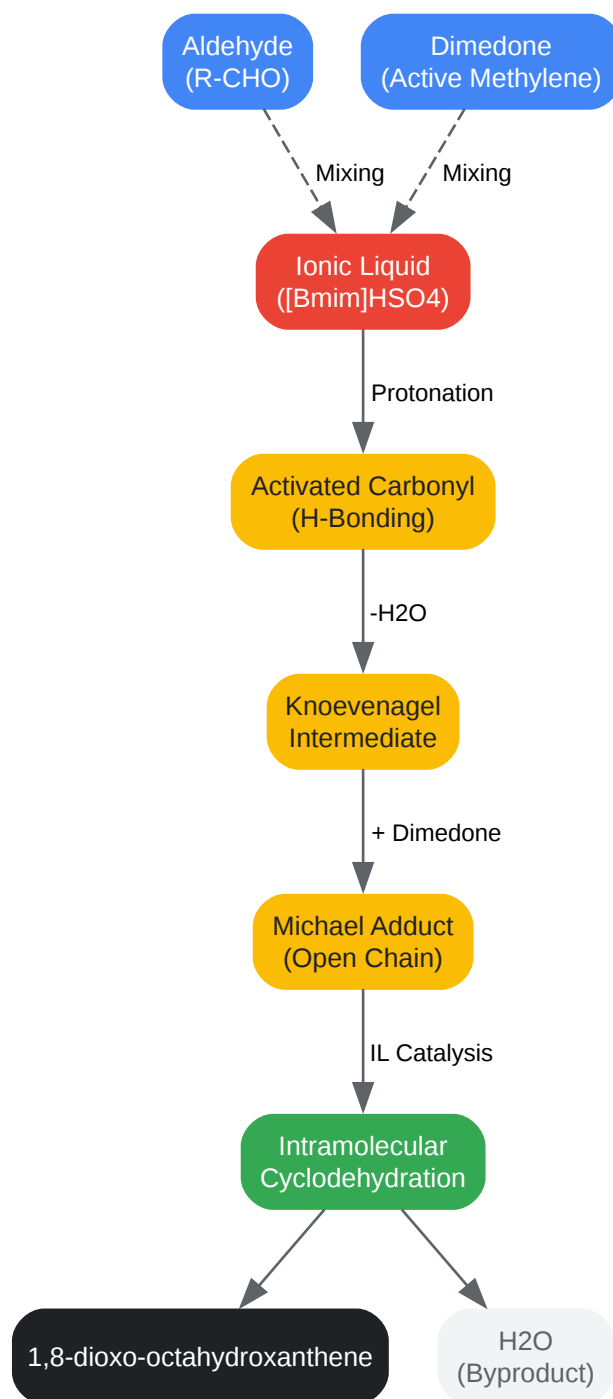 Aldehyde
(R-CHO)
Dimedone
(Active Methylene)
Mixing
Mixing
Ionic Liquid
([Bmim]HSO4)
Protonation
Activated Carbonyl
(H-Bonding)
-H2O
Knoevenagel
Intermediate
+ Dimedone
Michael Adduct
(Open Chain)
IL Catalysis
Intramolecular
Cyclodehydration
1,8-dioxo-octahydroxanthene
H2O
(Byproduct)